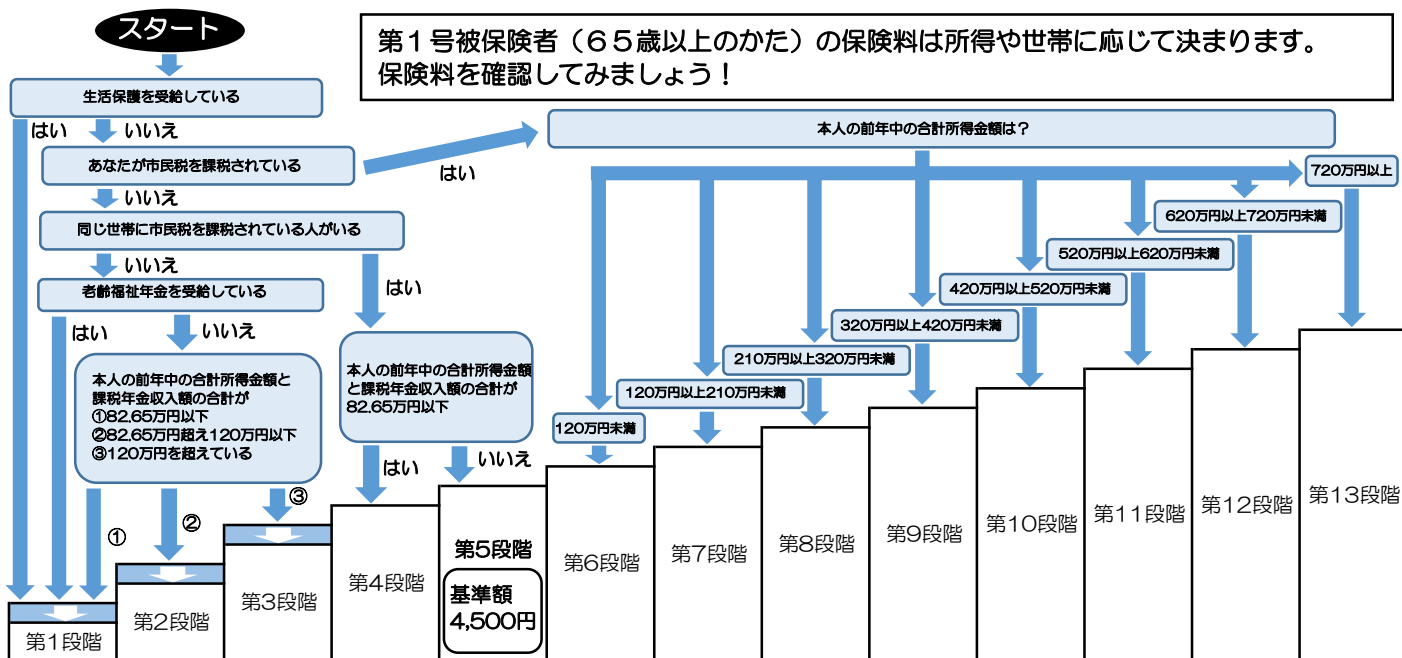 スタート
第1号被保険者（65歳以上のかた）の保険料は所得や世帯に応じて決まります。
保険料を確認してみましょう！
生活保護を受給している
はい
いいえ
あなたが市民税を課税されている
はい
いいえ
同じ世帯に市民税を課税されている人がいる
いいえ
はい
老齢福祉年金を受給している
はい
いいえ
本人の前年中の合計所得金額と
課税年金収入額の合計が
①82.65万円以下
②82.65万円超え120万円以下
③120万円を超えている
①
②
③
本人の前年中の合計所得金額
と課税年金収入額の合計が
82.65万円以下
はい
いいえ
本人の前年中の合計所得金額は？
120万円未満
120万円以上210万円未満
210万円以上320万円未満
320万円以上420万円未満
420万円以上520万円未満
520万円以上620万円未満
620万円以上720万円未満
720万円以上
第1段階
第2段階
第3段階
第4段階
第5段階
基準額
4,500円
第6段階
第7段階
第8段階
第9段階
第10段階
第11段階
第12段階
第13段階